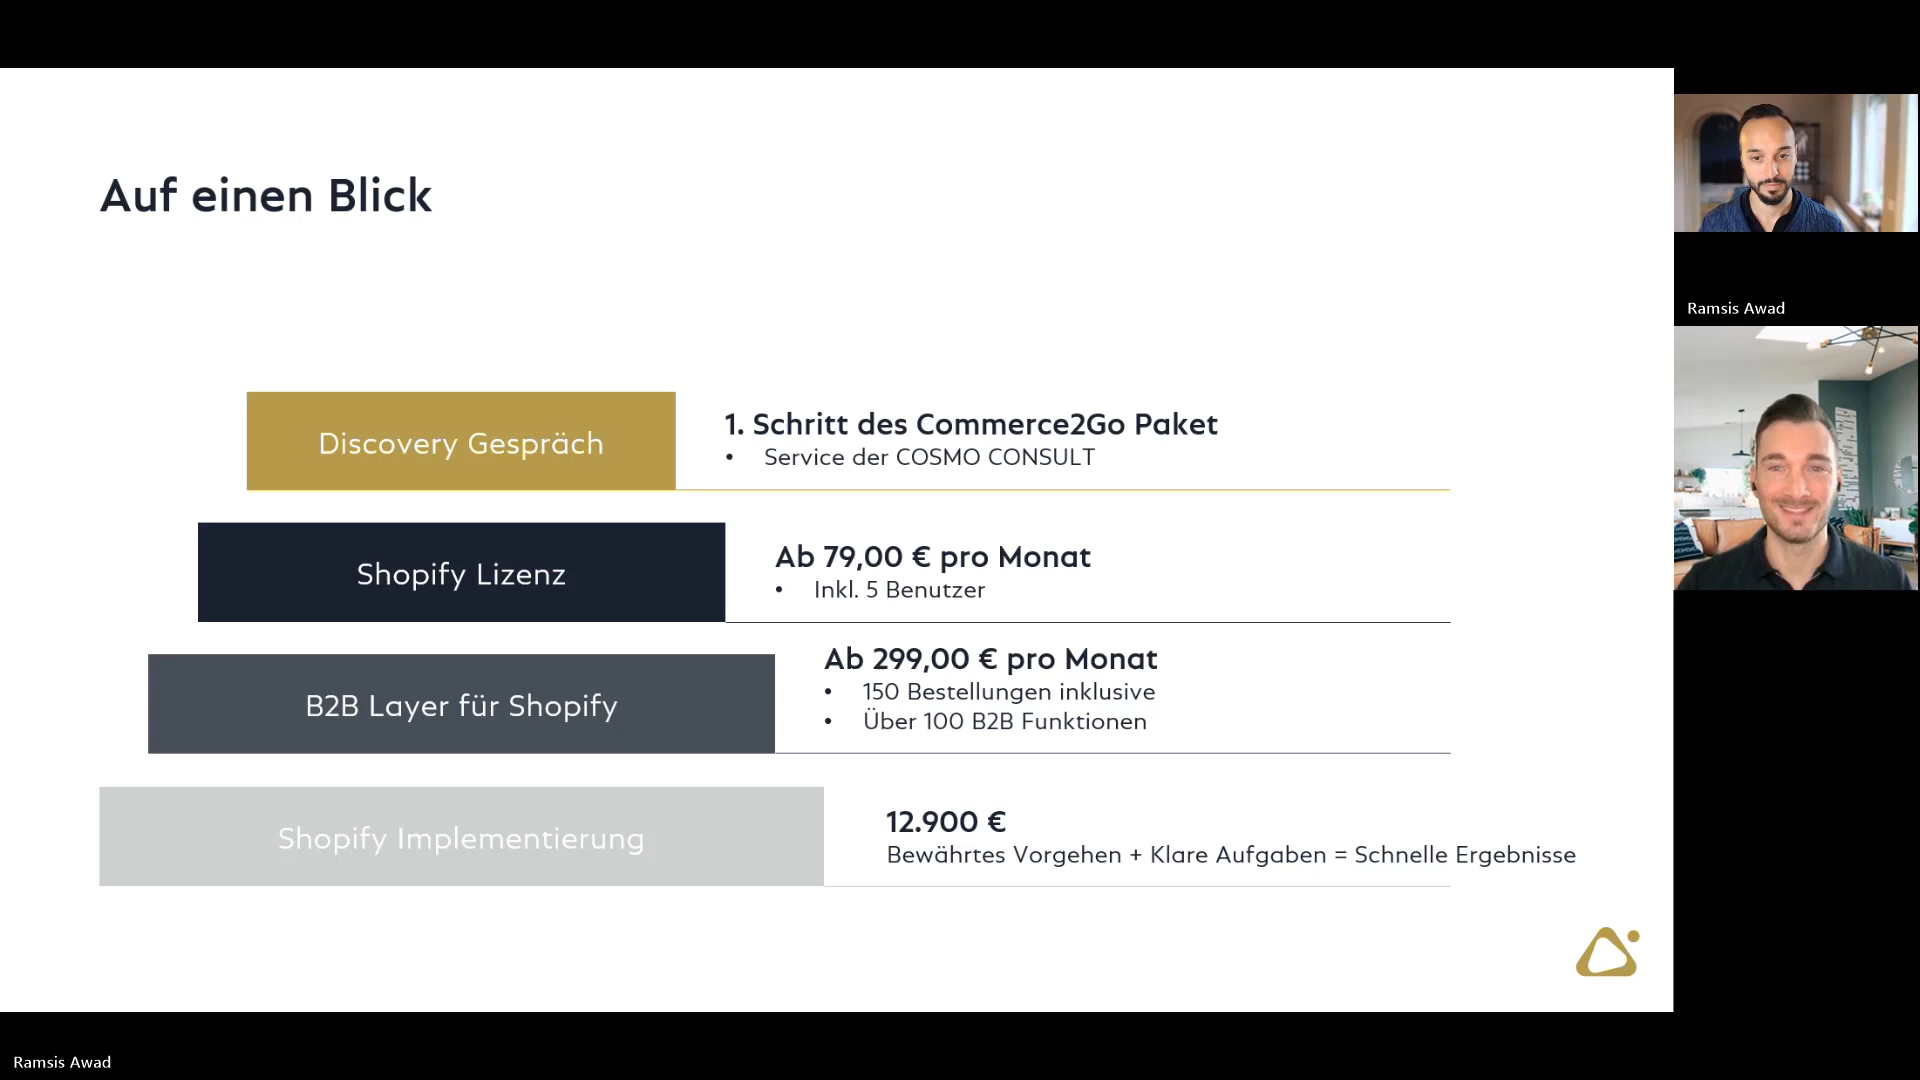 Auf einen Blick
Discovery Gespräch
1. Schritt des Commerce2Go Paket
• Service der COSMO CONSULT
Shopify Lizenz
Ab 79,00 € pro Monat
• Inkl. 5 Benutzer
B2B Layer für Shopify
Ab 299,00 € pro Monat
• 150 Bestellungen inklusive
• Über 100 B2B Funktionen
Shopify Implementierung
12.900 €
Bewährtes Vorgehen + Klare Aufgaben = Schnelle Ergebnisse
Ramsis Awad
Ramsis Awad